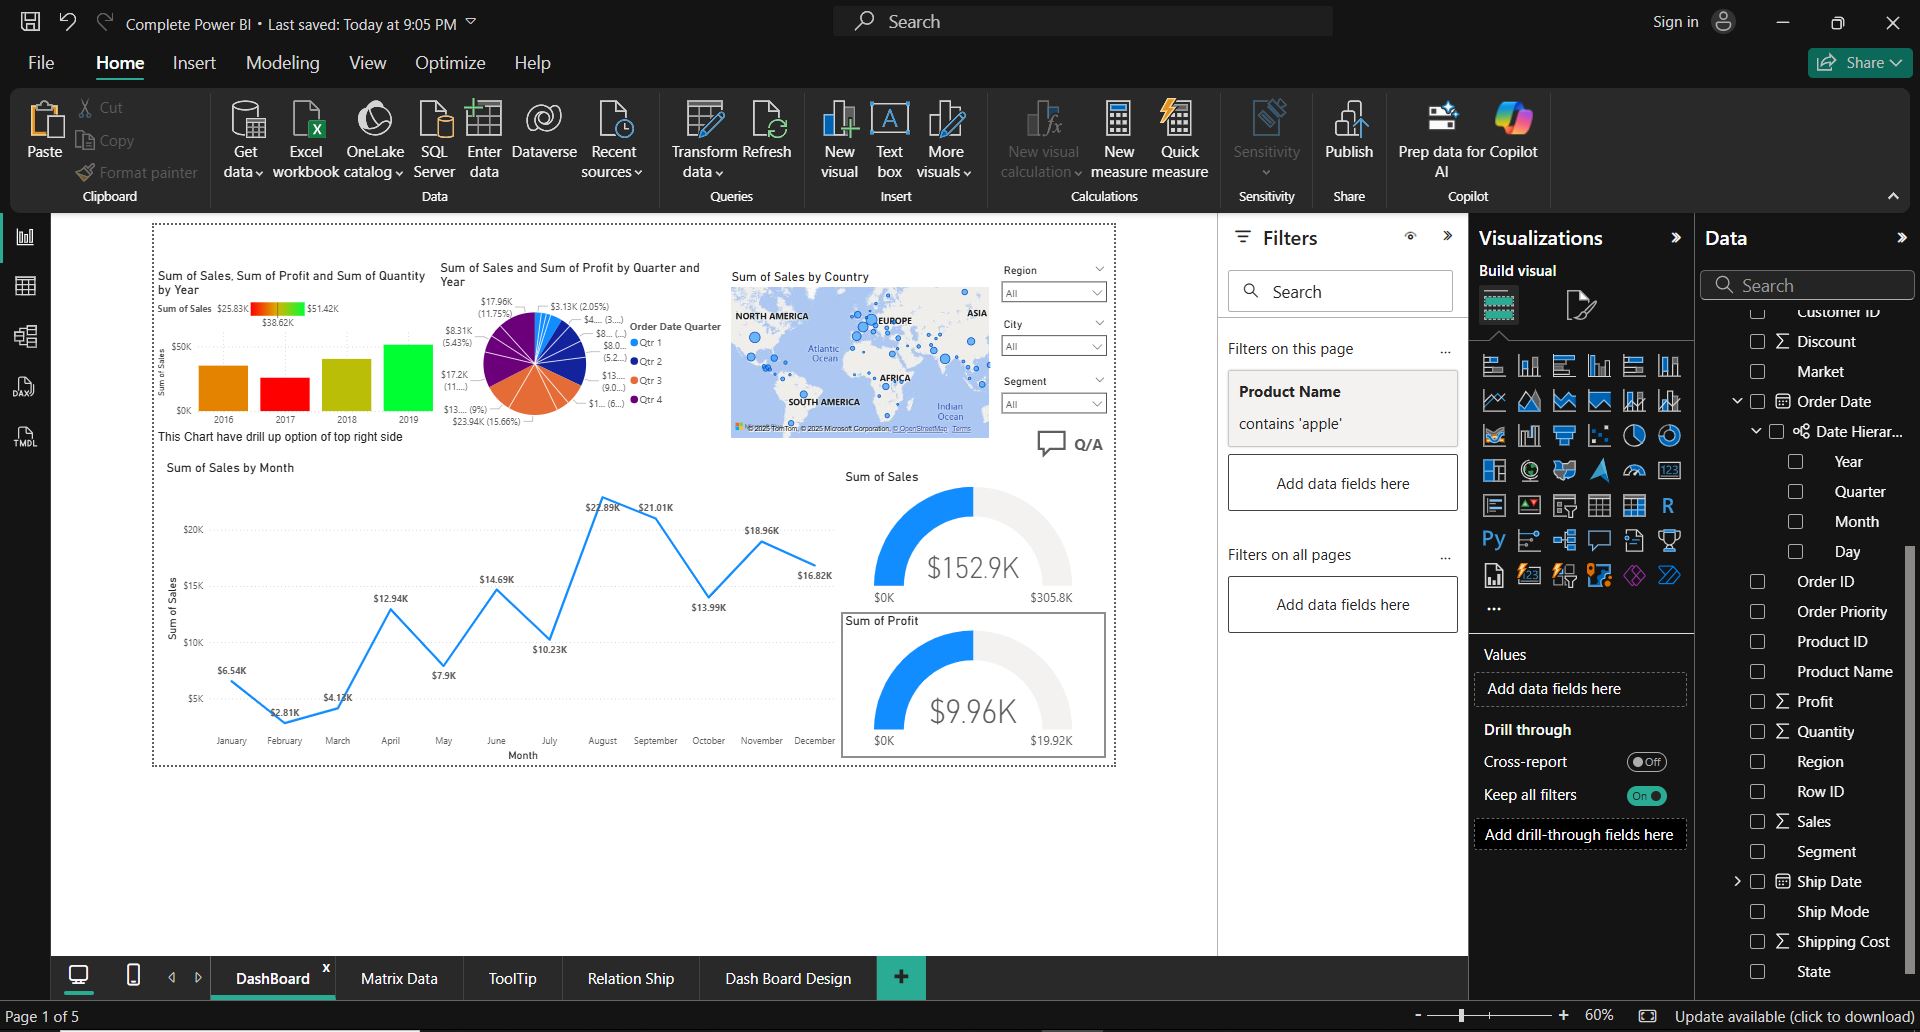 Complete Power BI • Last saved: Today at 9:05 PM
Search
Sign in
File
Home
Insert
Modeling
View
Optimize
Help
Share
Paste
Cut
Copy
Format painter
Clipboard
Get data
Excel workbook
OneLake catalog
SQL Server
Enter data
Dataverse
Recent sources
Data
Transform data
Refresh
Queries
New visual
Text box
More visuals
Insert
New visual calculation
New measure
Quick measure
Calculations
Sensitivity
Sensitivity
Publish
Share
Prep data for AI
Copilot
Copilot
DAX
TMDL
Sum of Sales, Sum of Profit and Sum of Quantity
by Year
Sum of Sales $25.83K $51.42K
$38.62K
Sum of Sales
$50K
$0K
2016 2017 2018 2019
This Chart have drill up option of top right side
Sum of Sales and Sum of Profit by Quarter and
Year
$17.96K
(11.75%)
$8.31K
(5.43%)
$17.2K
(11....)
$13.... (9%)
$23.94K (15.66%)
$3.13K (2.05%)
$4.... (3....)
$8... (...)
$8.0...
(5.2...)
$13....
(9.0...)
$1... (6...)
Order Date Quarter
Qtr 1
Qtr 2
Qtr 3
Qtr 4
Sum of Sales by Country
NORTH AMERICA
EUROPE
ASIA
Atlantic
Ocean
AFRICA
SOUTH AMERICA
Indian
Ocean
© 2025 TomTom, © 2025 Microsoft Corporation, © OpenStreetMap Terms
Region
All
City
All
Segment
All
Q/A
Sum of Sales by Month
Sum of Sales
$20K
$15K
$10K
$5K
$6.54K
$2.81K
$4.13K
$12.94K
$7.9K
$14.69K
$10.23K
$22.89K
$21.01K
$13.99K
$18.96K
$16.82K
January February March April May June July August September October November December
Month
Sum of Sales
$152.9K
$0K $305.8K
Sum of Profit
$9.96K
$0K $19.92K
Filters
Search
Filters on this page ...
Product Name
contains 'apple'
Add data fields here
Filters on all pages ...
Add data fields here
Visualizations
Build visual
123
R
Py
123
...
Values
Add data fields here
Drill through
Cross-report Off
Keep all filters On
Add drill-through fields here
Data
Search
Customer ID
Discount
Market
Order Date
Date Hierar...
Year
Quarter
Month
Day
Order ID
Order Priority
Product ID
Product Name
Profit
Quantity
Region
Row ID
Sales
Segment
Ship Date
Ship Mode
Shipping Cost
State
DashBoard x
Matrix Data
ToolTip
Relation Ship
Dash Board Design
+
Page 1 of 5
- + 60%
Update available (click to download)